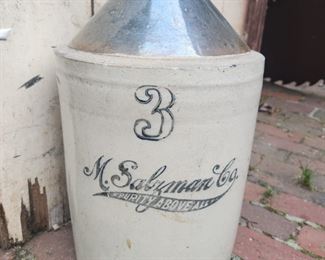 3
M. Salzman Co.
PURITY ABOVE ALL